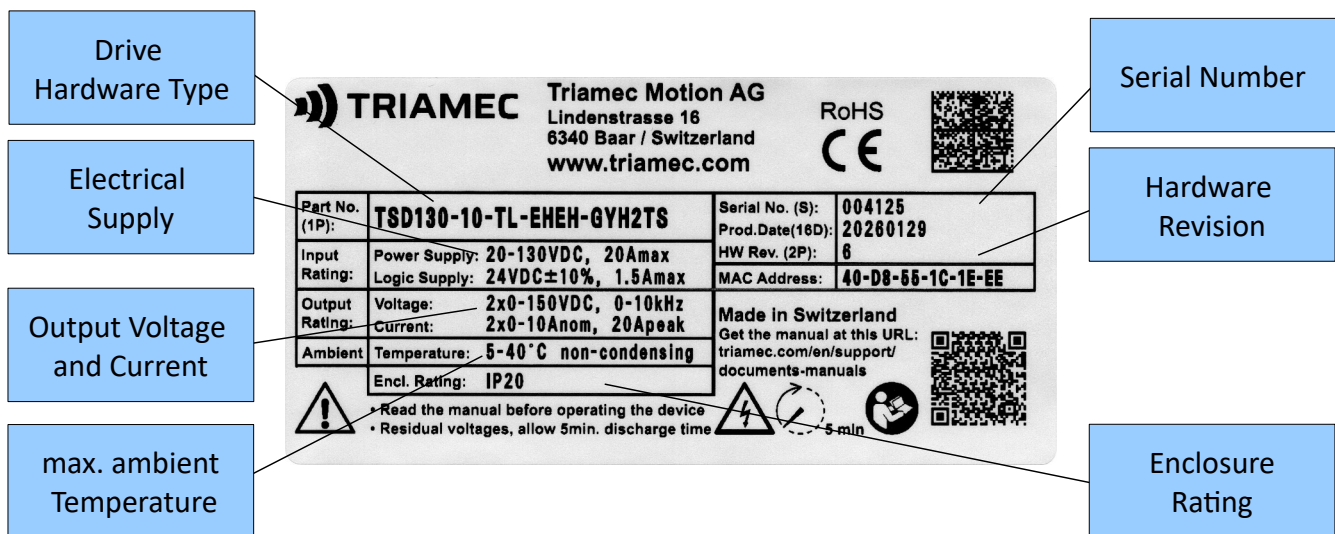 Drive
Hardware Type
Electrical
Supply
Output Voltage
and Current
max. ambient
Temperature
TRIAMEC
Triamec Motion AG
Lindenstrasse 16
6340 Baar / Switzerland
www.triamec.com
RoHS
CE
Part No.
(1P):
TSD130-10-TL-EHEH-GYH2TS
Input
Rating:
Power Supply: 20-130VDC, 20Amax
Logic Supply: 24VDC±10%, 1.5Amax
Output
Rating:
Voltage: 2x0-150VDC, 0-10kHz
Current: 2x0-10Anom, 20Apeak
Ambient
Temperature: 5-40°C non-condensing
Encl. Rating: IP20
• Read the manual before operating the device
• Residual voltages, allow 5min. discharge time
Serial No. (S): 004125
Prod.Date(16D): 20260129
HW Rev. (2P): 6
MAC Address: 40-D8-55-1C-1E-EE
Made in Switzerland
Get the manual at this URL:
triamec.com/en/support/
documents-manuals
5 min
Serial Number
Hardware
Revision
Enclosure
Rating